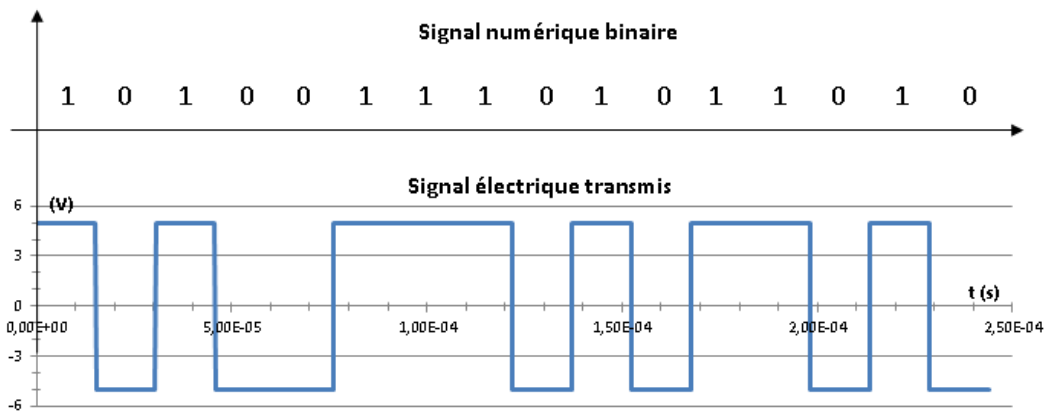 Signal numérique binaire
1 0 1 0 0 1 1 1 0 1 0 1 1 0 1 0
Signal électrique transmis
6 (V)
3
0 t (s)
0,00E+00 5,00E-05 1,00E-04 1,50E-04 2,00E-04 2,50E-04
-3
-6